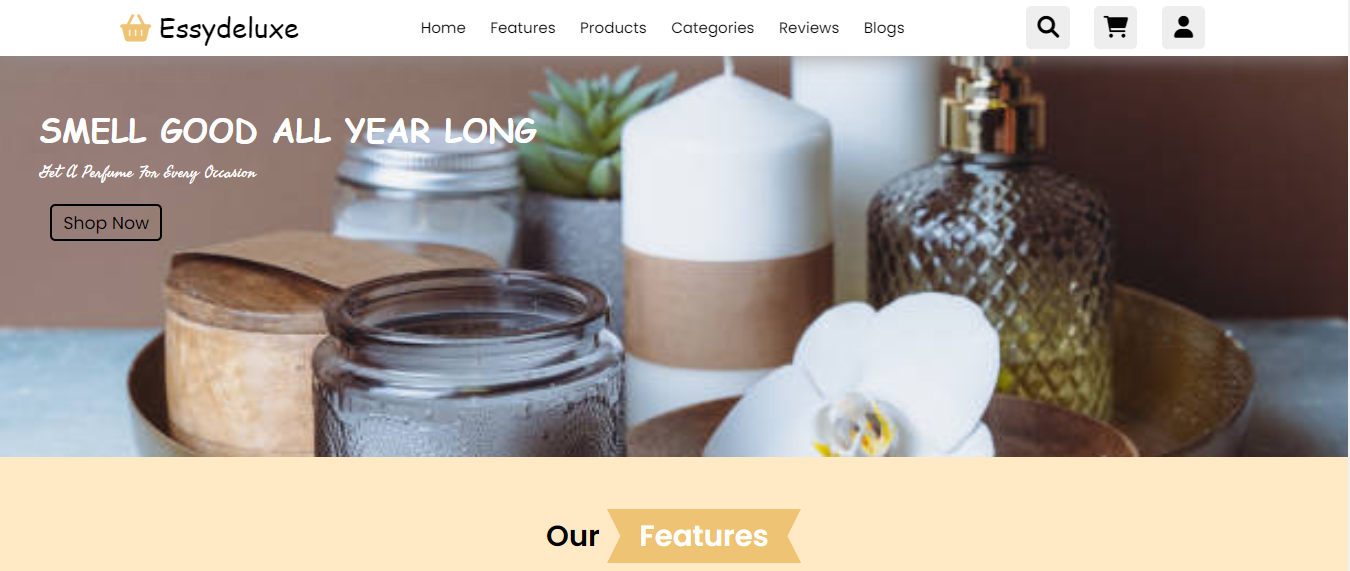 Essydeluxe
Home Features Products Categories Reviews Blogs
SMELL GOOD ALL YEAR LONG
Get A Perfume For Every Occasion
Shop Now
Our Features